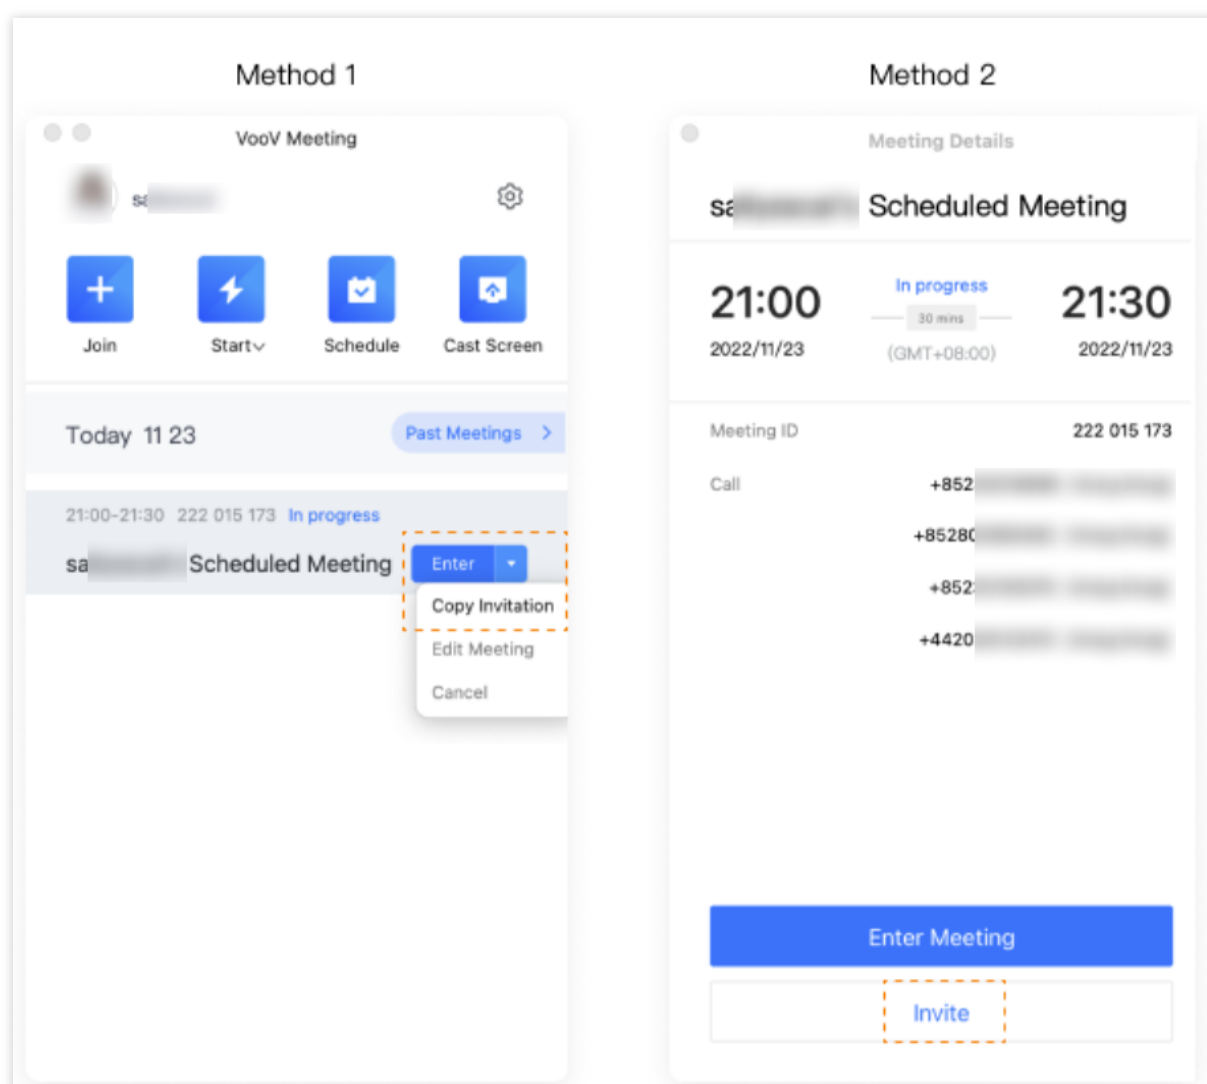 Method 1
VooV Meeting
sa
Join Start Schedule Cast Screen
Today 11 23 Past Meetings >
21:00-21:30 222 015 173 In progress
sa Scheduled Meeting Enter
Copy Invitation
Edit Meeting
Cancel
Method 2
Meeting Details
sa Scheduled Meeting
21:00 In progress 21:30
30 mins
2022/11/23 (GMT+08:00) 2022/11/23
Meeting ID 222 015 173
Call +852
+85280
+852
+4420
Enter Meeting
Invite